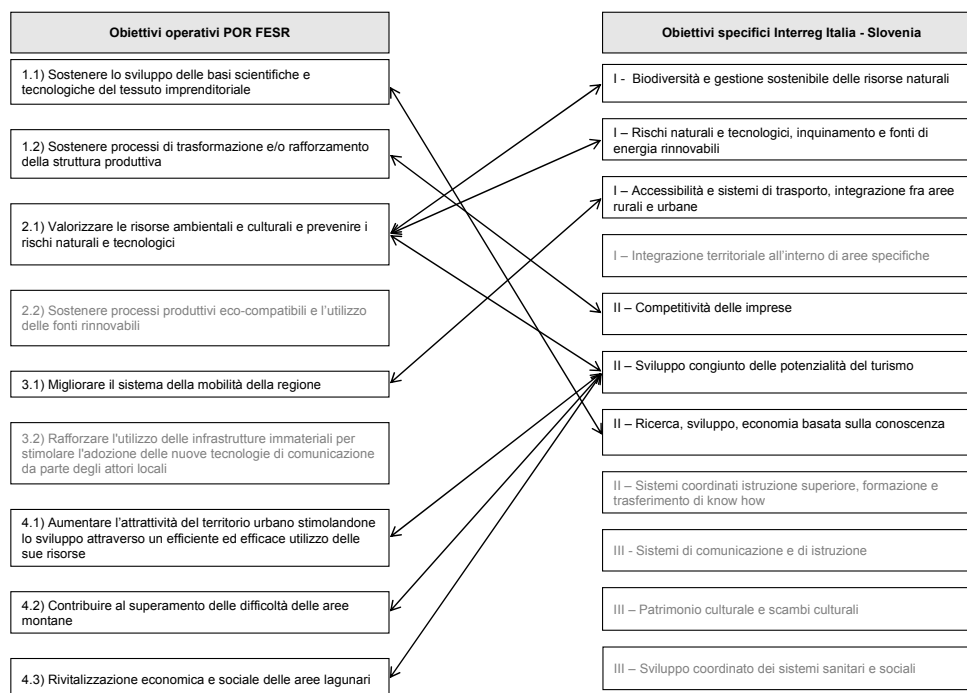 Obiettivi operativi POR FESR
1.1) Sostenere lo sviluppo delle basi scientifiche e
tecnologiche del tessuto imprenditoriale
1.2) Sostenere processi di trasformazione e/o rafforzamento
della struttura produttiva
2.1) Valorizzare le risorse ambientali e culturali e prevenire i
rischi naturali e tecnologici
2.2) Sostenere processi produttivi eco-compatibili e l'utilizzo
delle fonti rinnovabili
3.1) Migliorare il sistema della mobilità della regione
3.2) Rafforzare l'utilizzo delle infrastrutture immateriali per
stimolare l'adozione delle nuove tecnologie di comunicazione
da parte degli attori locali
4.1) Aumentare l'attrattività del territorio urbano stimolandone
lo sviluppo attraverso un efficiente ed efficace utilizzo delle
sue risorse
4.2) Contribuire al superamento delle difficoltà delle aree
montane
4.3) Rivitalizzazione economica e sociale delle aree lagunari
Obiettivi specifici Interreg Italia - Slovenia
I - Biodiversità e gestione sostenibile delle risorse naturali
I – Rischi naturali e tecnologici, inquinamento e fonti di
energia rinnovabili
I – Accessibilità e sistemi di trasporto, integrazione fra aree
rurali e urbane
I – Integrazione territoriale all'interno di aree specifiche
II – Competitività delle imprese
II – Sviluppo congiunto delle potenzialità del turismo
II – Ricerca, sviluppo, economia basata sulla conoscenza
II – Sistemi coordinati istruzione superiore, formazione e
trasferimento di know how
III - Sistemi di comunicazione e di istruzione
III – Patrimonio culturale e scambi culturali
III – Sviluppo coordinato dei sistemi sanitari e sociali